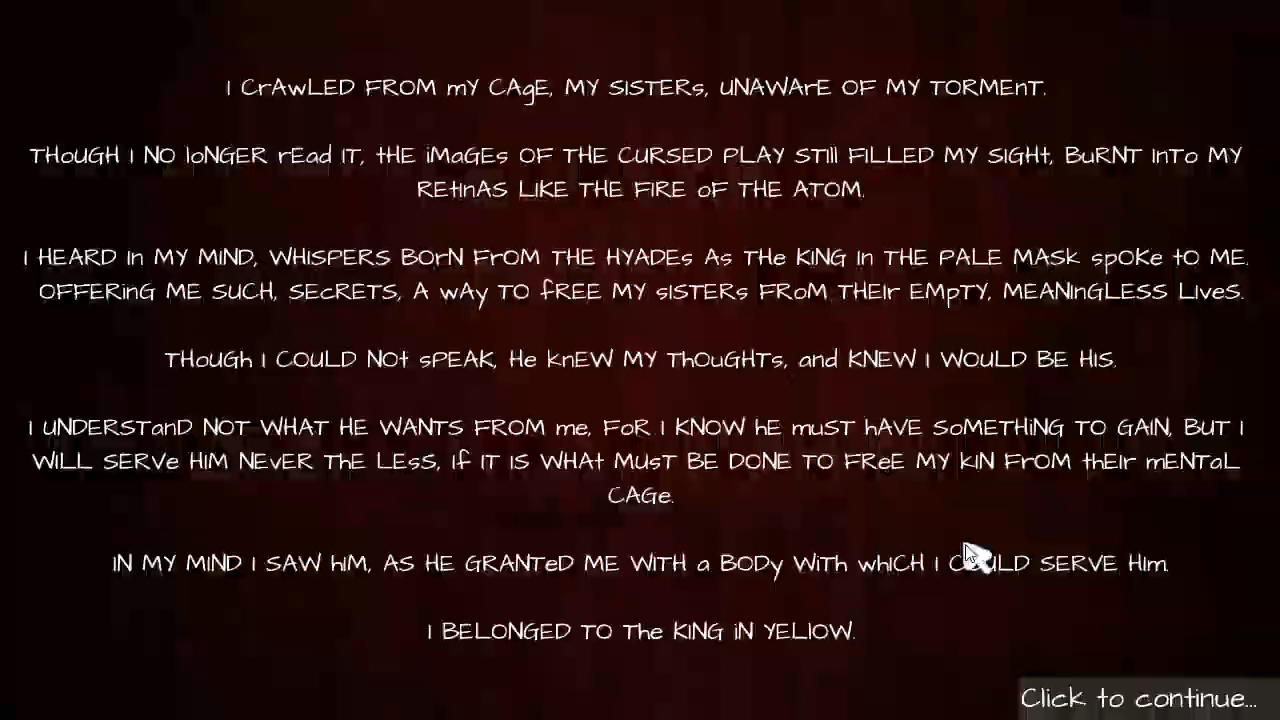 I CrAwLED FROM mY CAgE, MY SISTERs, uNAWArE OF MY TORMEnT.
THouGH I NO loNGER rEad IT, tHE iMaGEs OF THE CURSED PLAY STIll FILLED MY SIGHt, BuRNT InTo MY
REtInAS LIKE THE FIRE oF THE ATOM.
I HEARD In MY MIND, WHISPERS BOrN FrOM THE HYADEs As THe KING In THE PALE MASk spOKe tO ME.
OFFERinG ME SUCH, SEcRETS, A wAy TO fREE MY sISTERs FRoM THEIr EMpTY, MEANInGLESS LIveS.
THouGh I COULD NOt sPEAK, He knEW MY ThOuGHTs, and KNEW I WOULD BE HIS.
I uNDERSTanD NOT WHAT HE WANTS FROM me, FoR I KNOW hE muST hAVE SoMETHiNG TO GAIN, BUT I
WILL SERVe HIM NEvER ThE LEss, If IT IS WHAt MUsT BE DONE TO FReE MY kIN FrOM thEIr mENTaL
CAGe.
IN MY MIND I SAW hIM, AS HE GRANTeD ME WITH a BODy WiTh whICH I COULD SERVE HIm.
I BELONGED TO The KING iN YELlOW.
Click to continue...